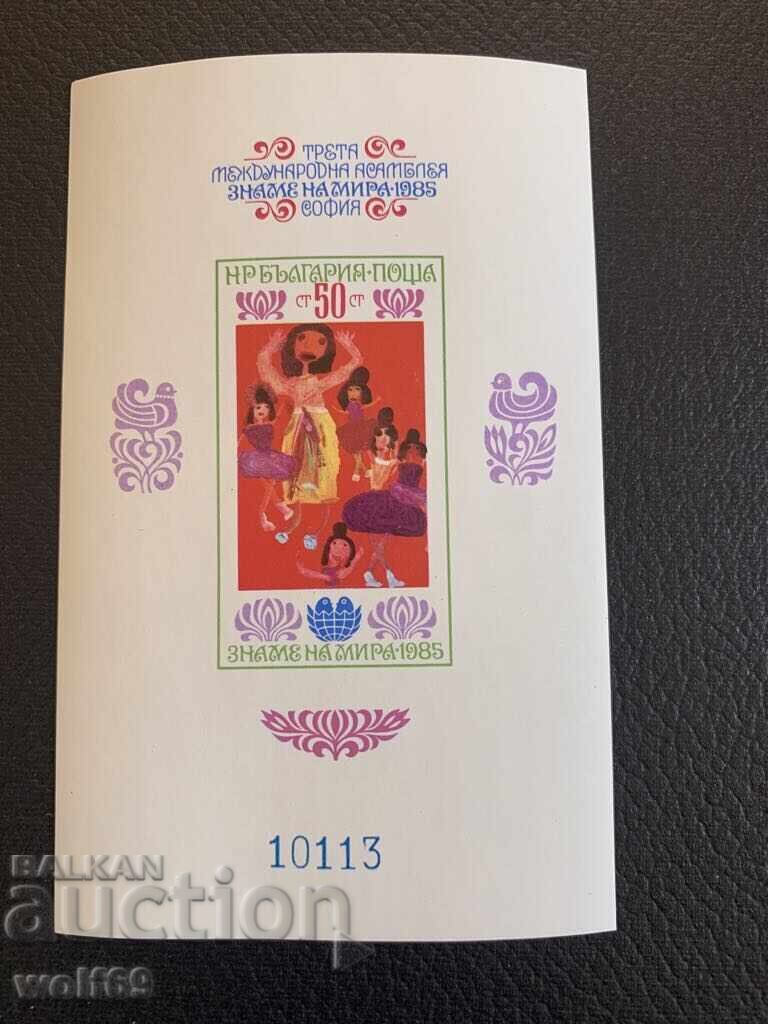 ТРЕТА
МЕЖДУНАРОДНА АСАМБЛЕЯ
ЗНАМЕ НА МИРА·1985
СОФИЯ
НР БЪЛГАРИЯ·ПОЩА
СТ 50 СТ
ЗНАМЕ НА МИРА·1985
10113
BALKAN
auction
wolf69